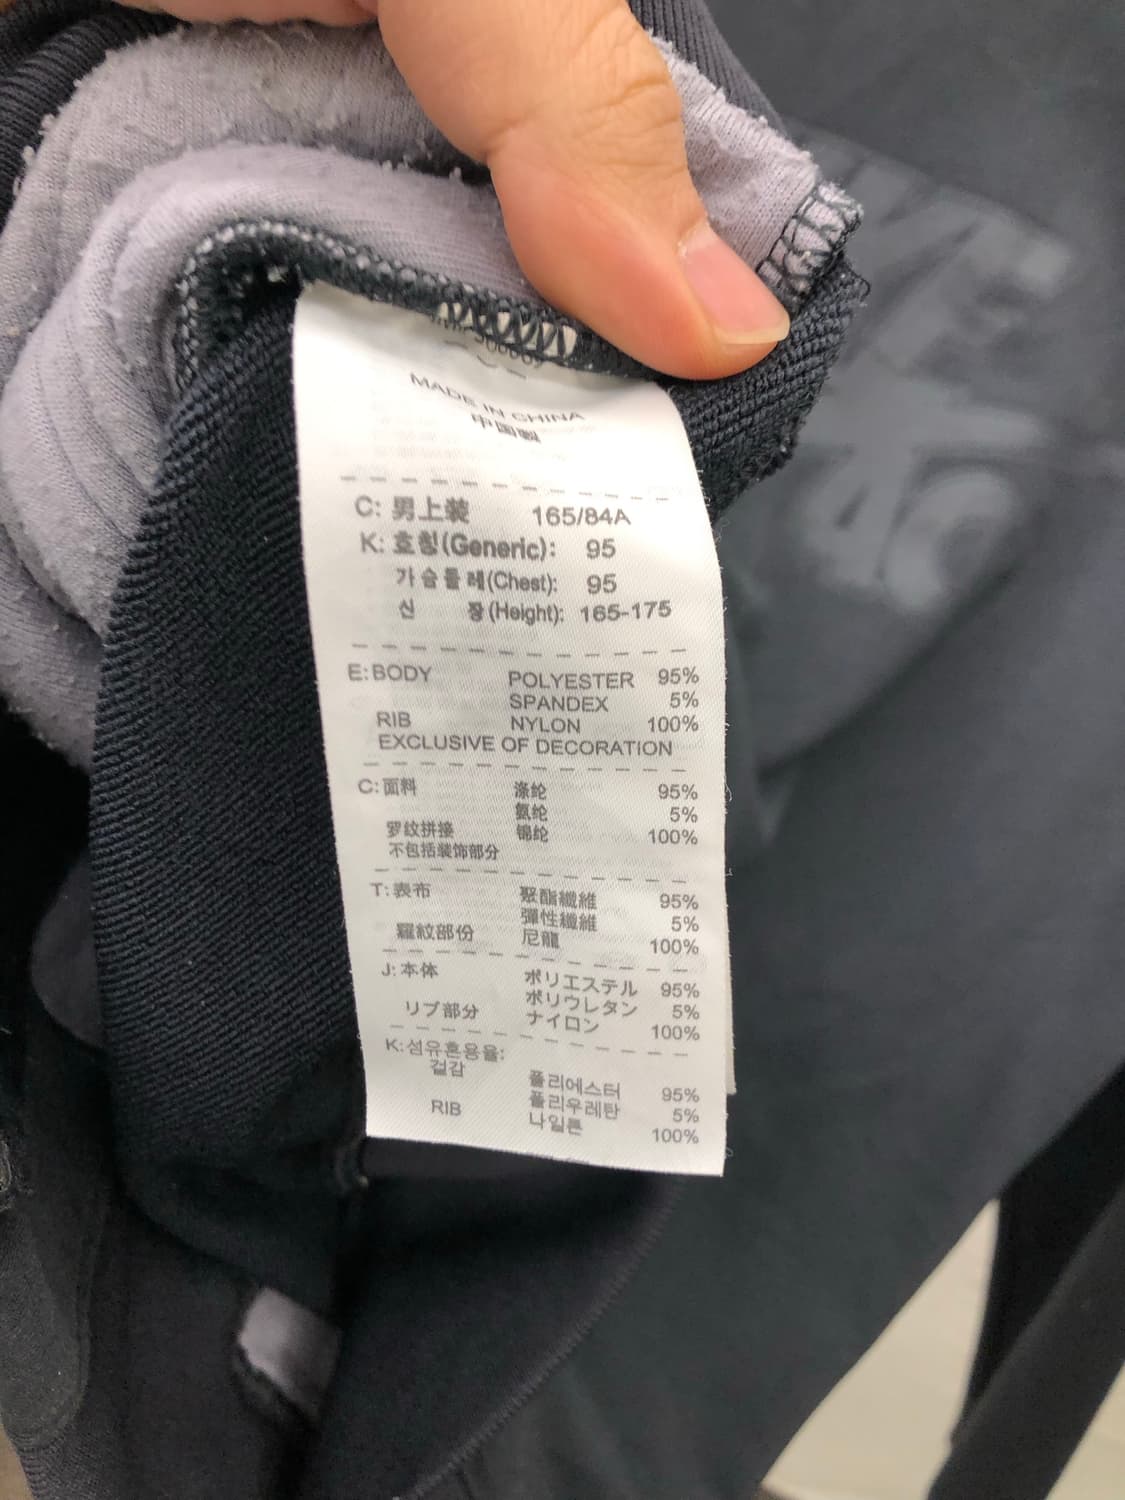 MADE IN CHINA
中国製
C: 男上装 165/84A
K: 호칭(Generic): 95
가슴둘레(Chest): 95
신 장(Height): 165-175
E: BODY POLYESTER 95%
SPANDEX 5%
RIB NYLON 100%
EXCLUSIVE OF DECORATION
C: 面料 涤纶 95%
氨纶 5%
罗纹拼接 锦纶 100%
不包括装饰部分
T: 表布 聚酯纖維 95%
彈性纖維 5%
羅紋部份 尼龍 100%
J: 本体 ポリエステル 95%
ポリウレタン 5%
リブ部分 ナイロン 100%
K: 섬유혼용율:
겉감 폴리에스터 95%
폴리우레탄 5%
RIB 나일론 100%